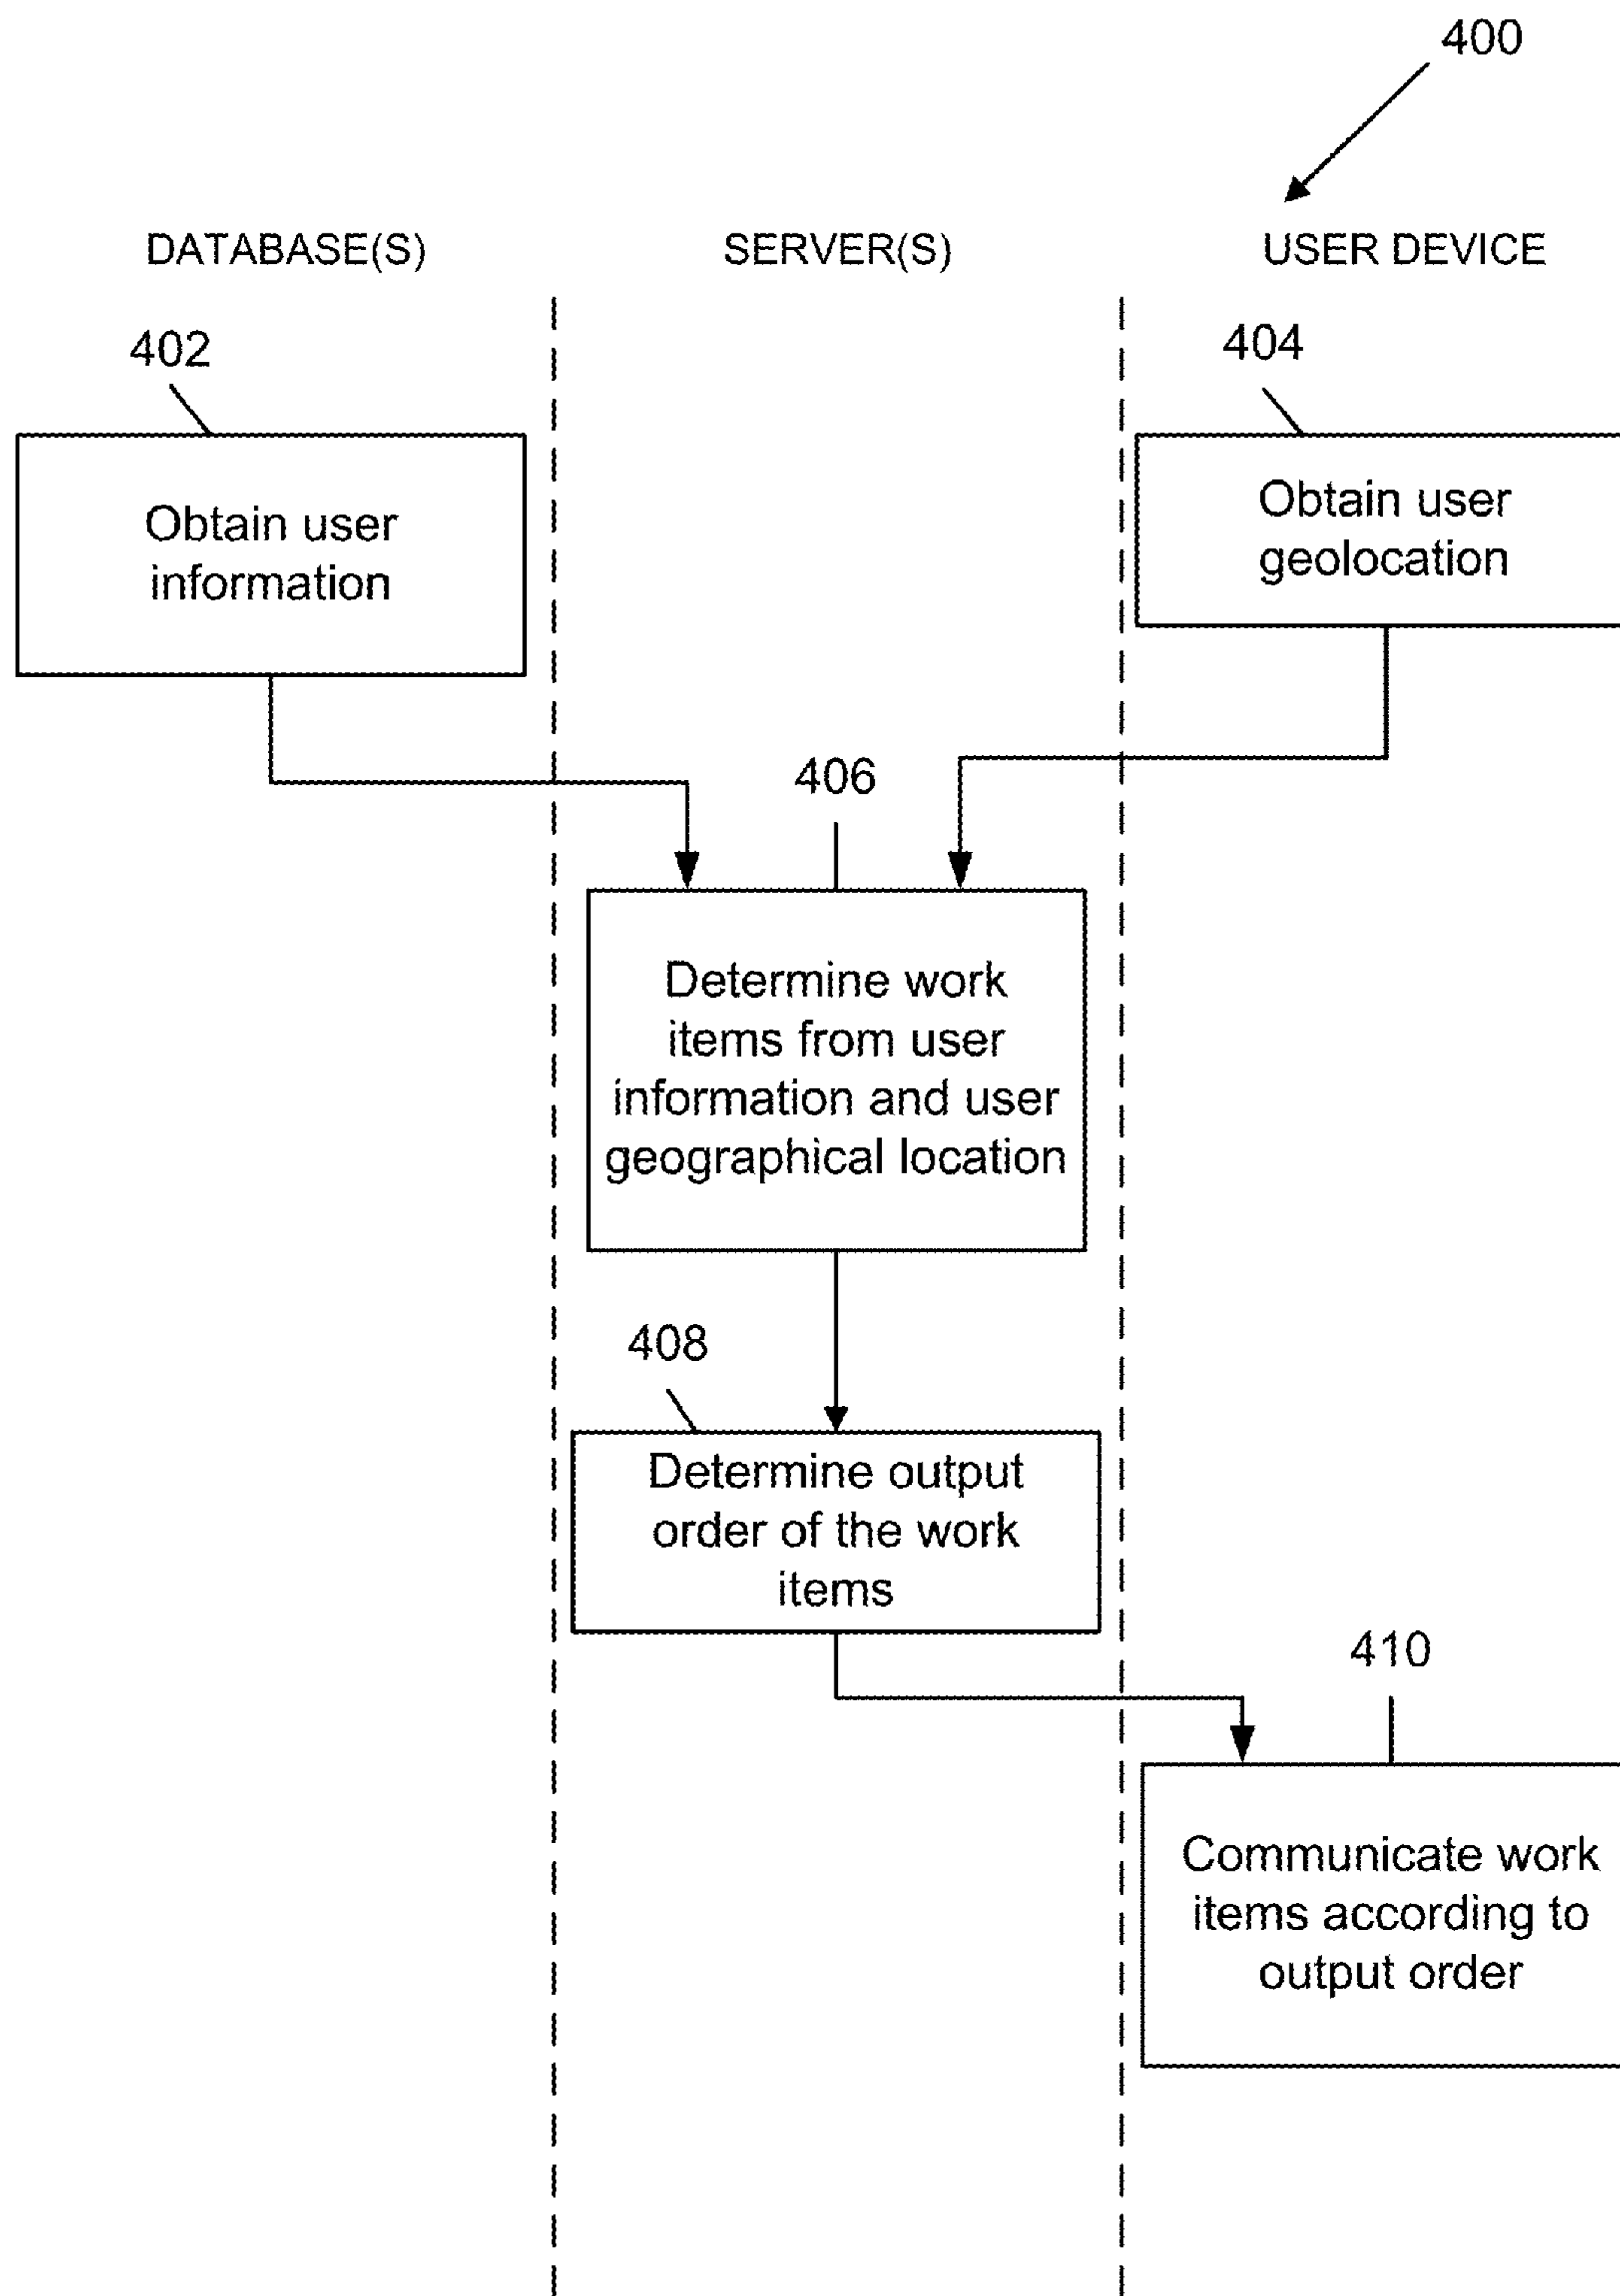 400
DATABASE(S)
SERVER(S)
USER DEVICE
402
404
Obtain user
information
Obtain user
geolocation
406
Determine work
items from user
information and user
geographical location
408
Determine output
order of the work
items
410
Communicate work
items according to
output order